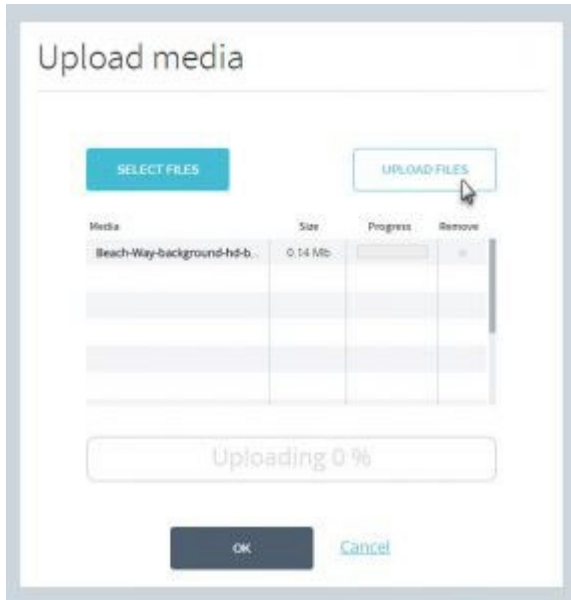 Upload media
SELECT FILES
UPLOAD FILES
Media Size Progress Remove
Beach-Way-background-hd-b... 0.14 Mb
Uploading 0 %
OK Cancel